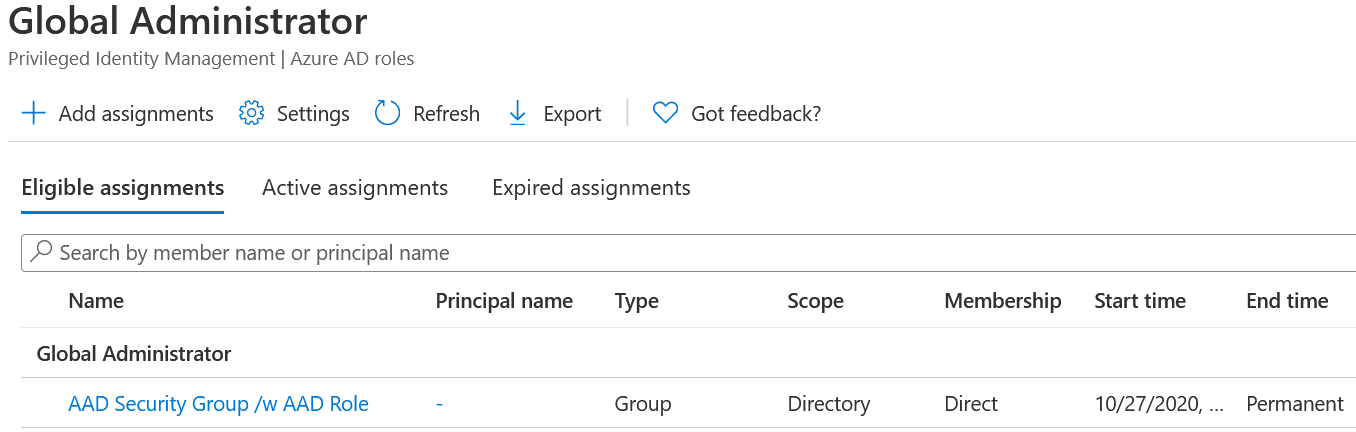 Global Administrator
Privileged Identity Management | Azure AD roles
Add assignments Settings Refresh Export Got feedback?
Eligible assignments Active assignments Expired assignments
Search by member name or principal name
Name Principal name Type Scope Membership Start time End time
Global Administrator
AAD Security Group /w AAD Role - Group Directory Direct 10/27/2020, ... Permanent